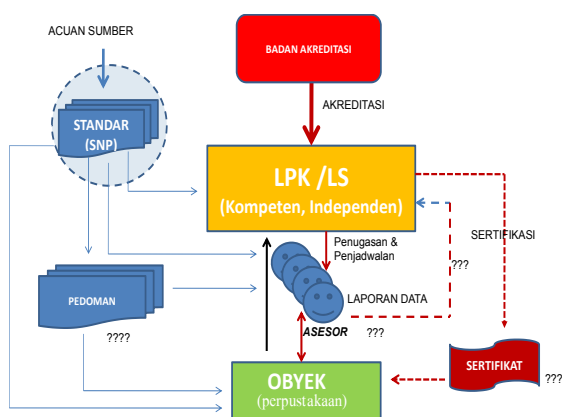 ACUAN SUMBER
BADAN AKREDITASI
AKREDITASI
STANDAR
(SNP)
LPK /LS
(Kompeten, Independen)
Penugasan &
Penjadwalan
SERTIFIKASI
???
PEDOMAN
LAPORAN DATA
????
ASESOR
???
SERTIFIKAT
???
OBYEK
(perpustakaan)